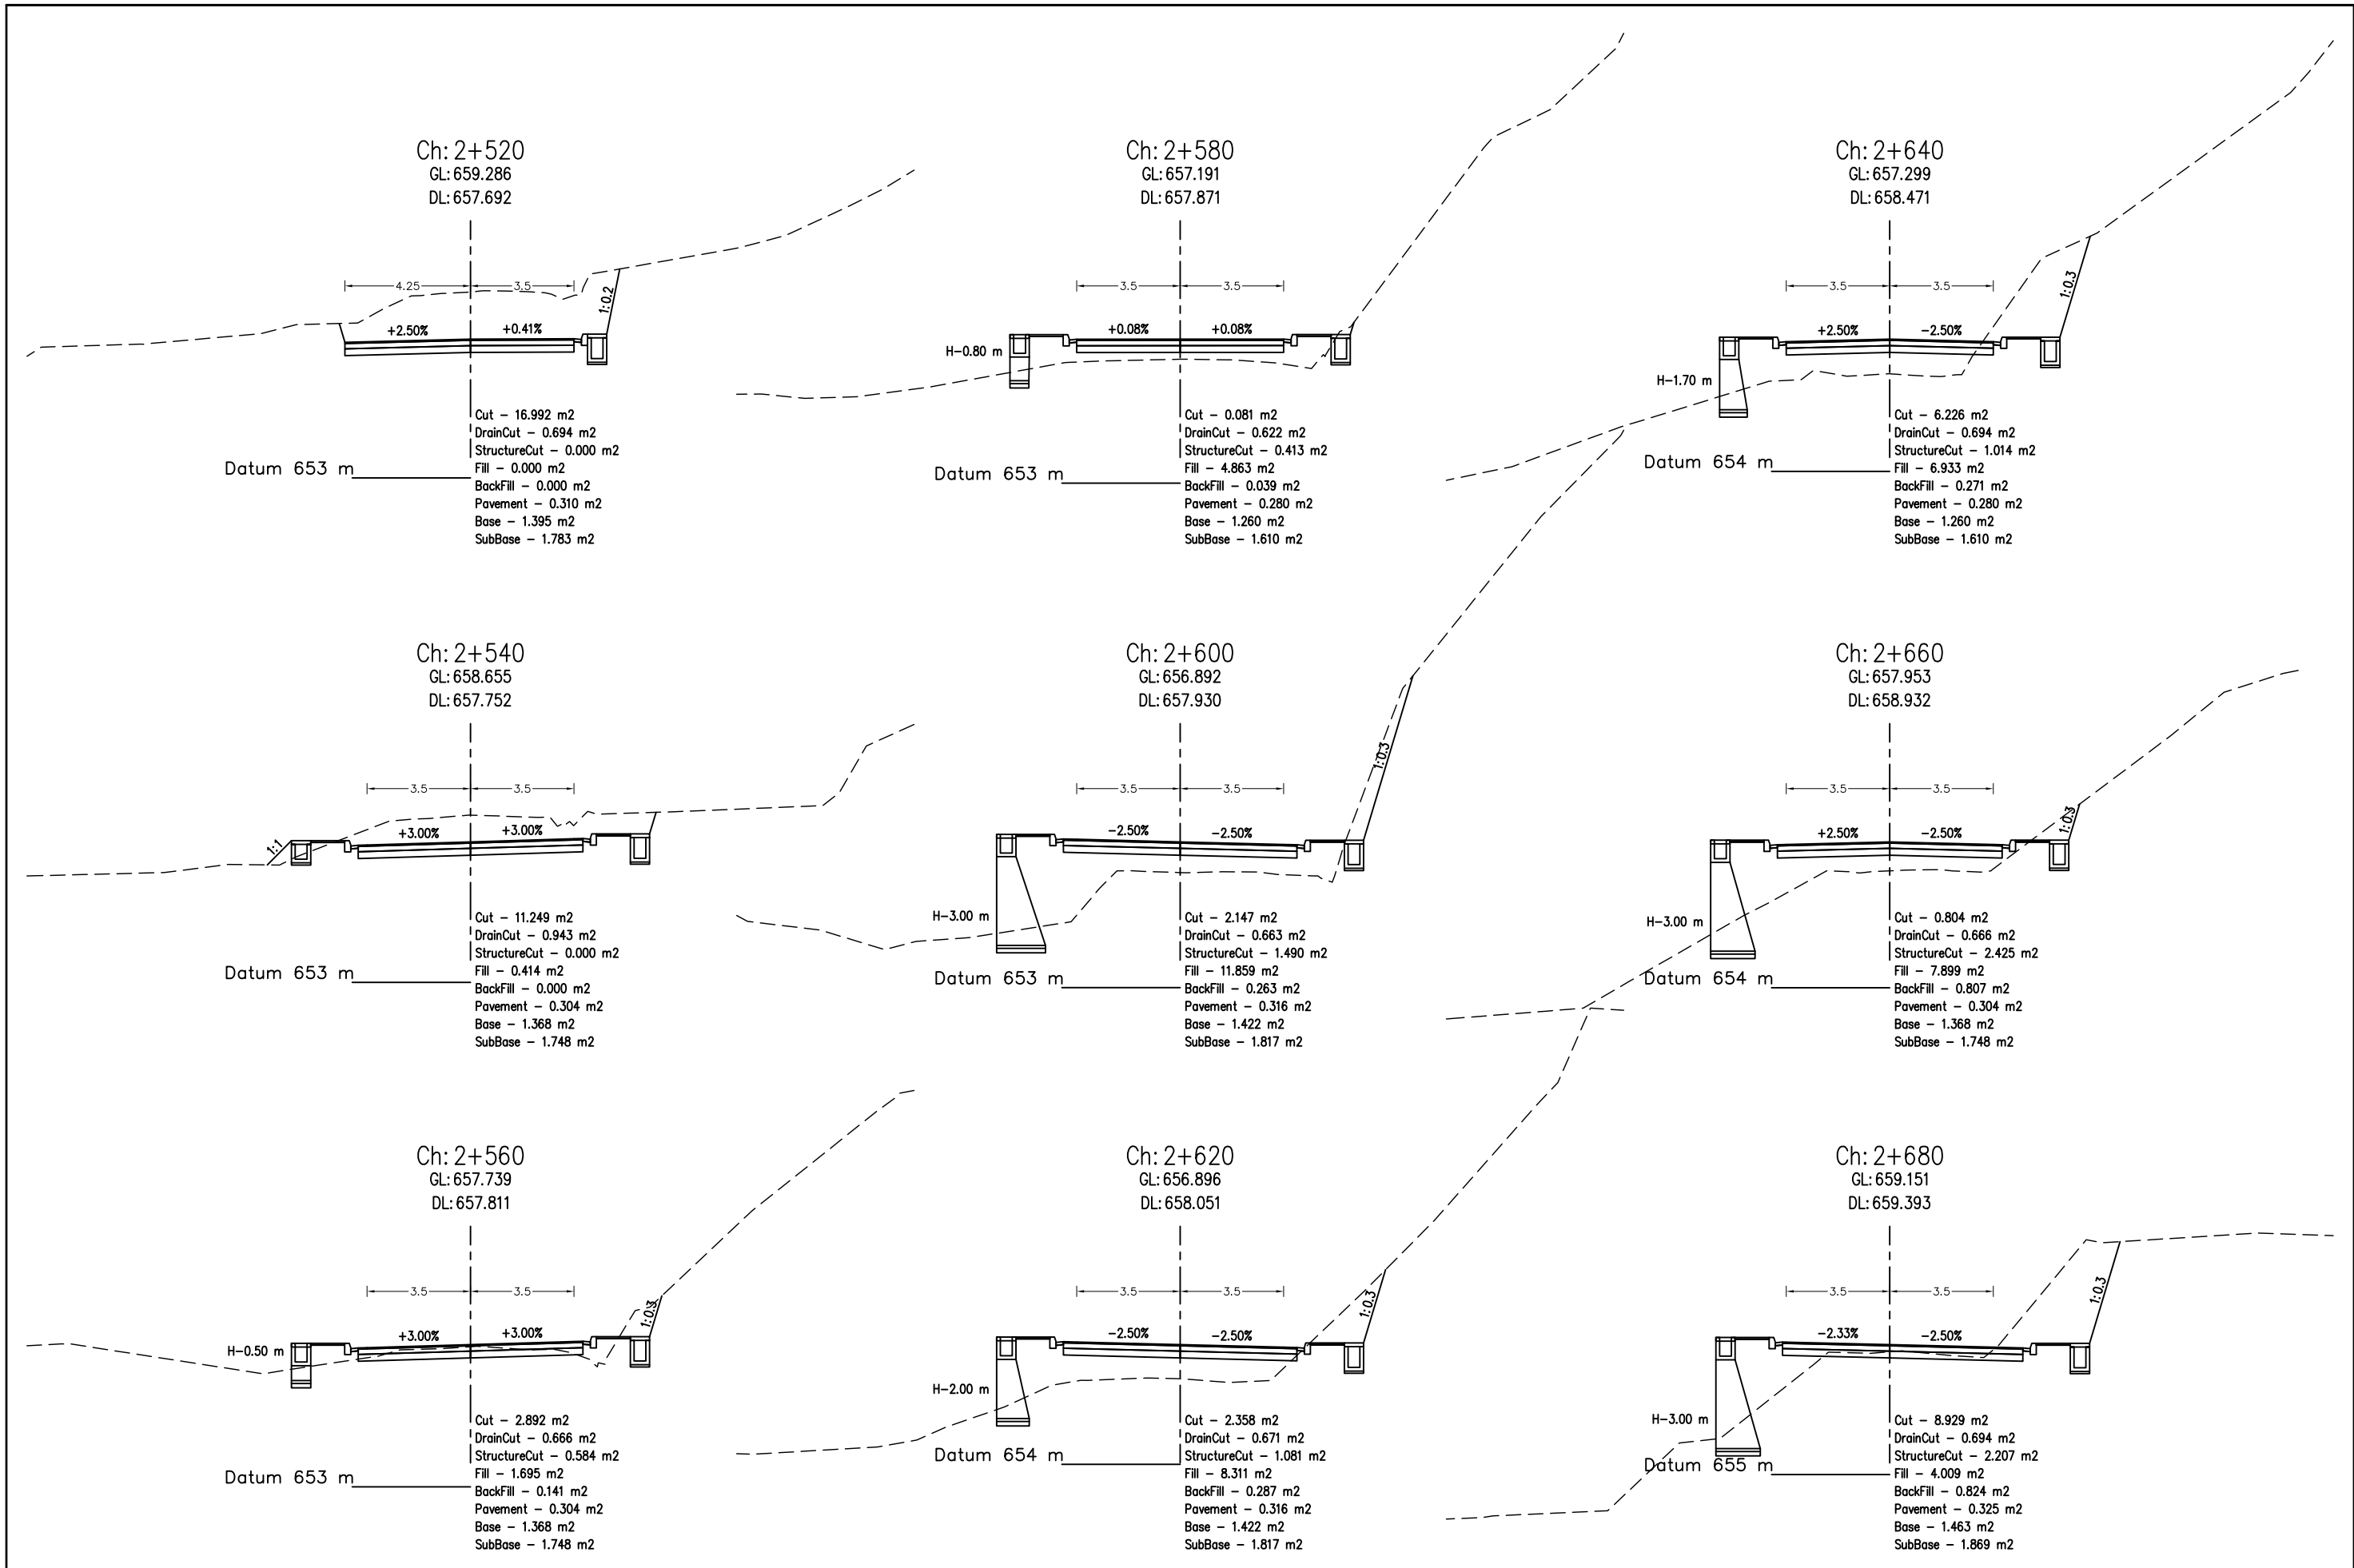 Ch: 2+520
GL: 659.286
DL: 657.692
4.25
3.5
+2.50%
+0.41%
1:0.2
Cut - 16.992 m2
DrainCut - 0.694 m2
StructureCut - 0.000 m2
Datum 653 m
Fill - 0.000 m2
BackFill - 0.000 m2
Pavement - 0.310 m2
Base - 1.395 m2
SubBase - 1.783 m2
Ch: 2+580
GL: 657.191
DL: 657.871
3.5
3.5
+0.08%
+0.08%
H-0.80 m
Cut - 0.081 m2
DrainCut - 0.622 m2
StructureCut - 0.413 m2
Datum 653 m
Fill - 4.863 m2
BackFill - 0.039 m2
Pavement - 0.280 m2
Base - 1.260 m2
SubBase - 1.610 m2
Ch: 2+640
GL: 657.299
DL: 658.471
3.5
3.5
1:0.3
+2.50%
-2.50%
H-1.70 m
Cut - 6.226 m2
DrainCut - 0.694 m2
StructureCut - 1.014 m2
Datum 654 m
Fill - 6.933 m2
BackFill - 0.271 m2
Pavement - 0.280 m2
Base - 1.260 m2
SubBase - 1.610 m2
Ch: 2+540
GL: 658.655
DL: 657.752
3.5
3.5
+3.00%
+3.00%
1:1
Cut - 11.249 m2
DrainCut - 0.943 m2
StructureCut - 0.000 m2
Datum 653 m
Fill - 0.414 m2
BackFill - 0.000 m2
Pavement - 0.304 m2
Base - 1.368 m2
SubBase - 1.748 m2
Ch: 2+600
GL: 656.892
DL: 657.930
1:0.3
3.5
3.5
-2.50%
-2.50%
H-3.00 m
Cut - 2.147 m2
DrainCut - 0.663 m2
StructureCut - 1.490 m2
Datum 653 m
Fill - 11.859 m2
BackFill - 0.263 m2
Pavement - 0.316 m2
Base - 1.422 m2
SubBase - 1.817 m2
Ch: 2+660
GL: 657.953
DL: 658.932
3.5
3.5
1:0.3
+2.50%
-2.50%
H-3.00 m
Cut - 0.804 m2
DrainCut - 0.666 m2
StructureCut - 2.425 m2
Datum 654 m
Fill - 7.899 m2
BackFill - 0.807 m2
Pavement - 0.304 m2
Base - 1.368 m2
SubBase - 1.748 m2
Ch: 2+560
GL: 657.739
DL: 657.811
3.5
3.5
1:0.3
+3.00%
+3.00%
H-0.50 m
Cut - 2.892 m2
DrainCut - 0.666 m2
StructureCut - 0.584 m2
Datum 653 m
Fill - 1.695 m2
BackFill - 0.141 m2
Pavement - 0.304 m2
Base - 1.368 m2
SubBase - 1.748 m2
Ch: 2+620
GL: 656.896
DL: 658.051
3.5
3.5
1:0.3
-2.50%
-2.50%
H-2.00 m
Cut - 2.358 m2
DrainCut - 0.671 m2
Datum 654 m
StructureCut - 1.081 m2
Fill - 8.311 m2
BackFill - 0.287 m2
Pavement - 0.316 m2
Base - 1.422 m2
SubBase - 1.817 m2
Ch: 2+680
GL: 659.151
DL: 659.393
3.5
3.5
1:0.3
-2.33%
-2.50%
H-3.00 m
Cut - 8.929 m2
DrainCut - 0.694 m2
StructureCut - 2.207 m2
Datum 655 m
Fill - 4.009 m2
BackFill - 0.824 m2
Pavement - 0.325 m2
Base - 1.463 m2
SubBase - 1.869 m2